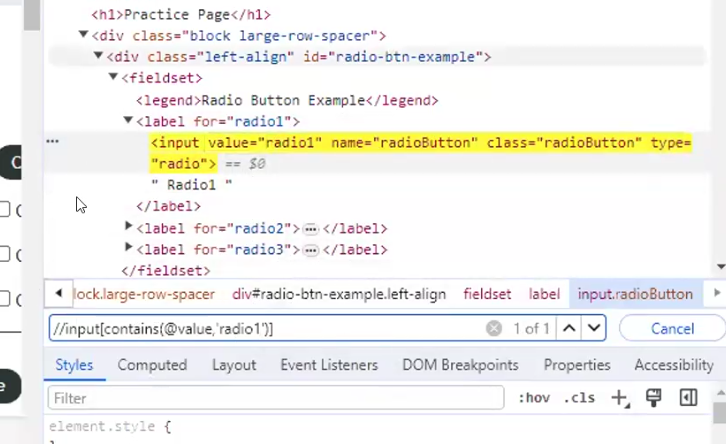 <h1>Practice Page</h1>
▼<div class="block large-row-spacer">
▼<div class="left-align" id="radio-btn-example">
▼<fieldset>
<legend>Radio Button Example</legend>
▼<label for="radio1">
<input value="radio1" name="radioButton" class="radioButton" type=
"radio"> == $0
" Radio1 "
</label>
▶<label for="radio2">⋯</label>
▶<label for="radio3">⋯</label>
</fieldset>
lock.large-row-spacer div#radio-btn-example.left-align fieldset label input.radioButton
//input[contains(@value,'radio1')] 1 of 1 Cancel
Styles Computed Layout Event Listeners DOM Breakpoints Properties Accessibility
Filter :hov .cls
element.style {